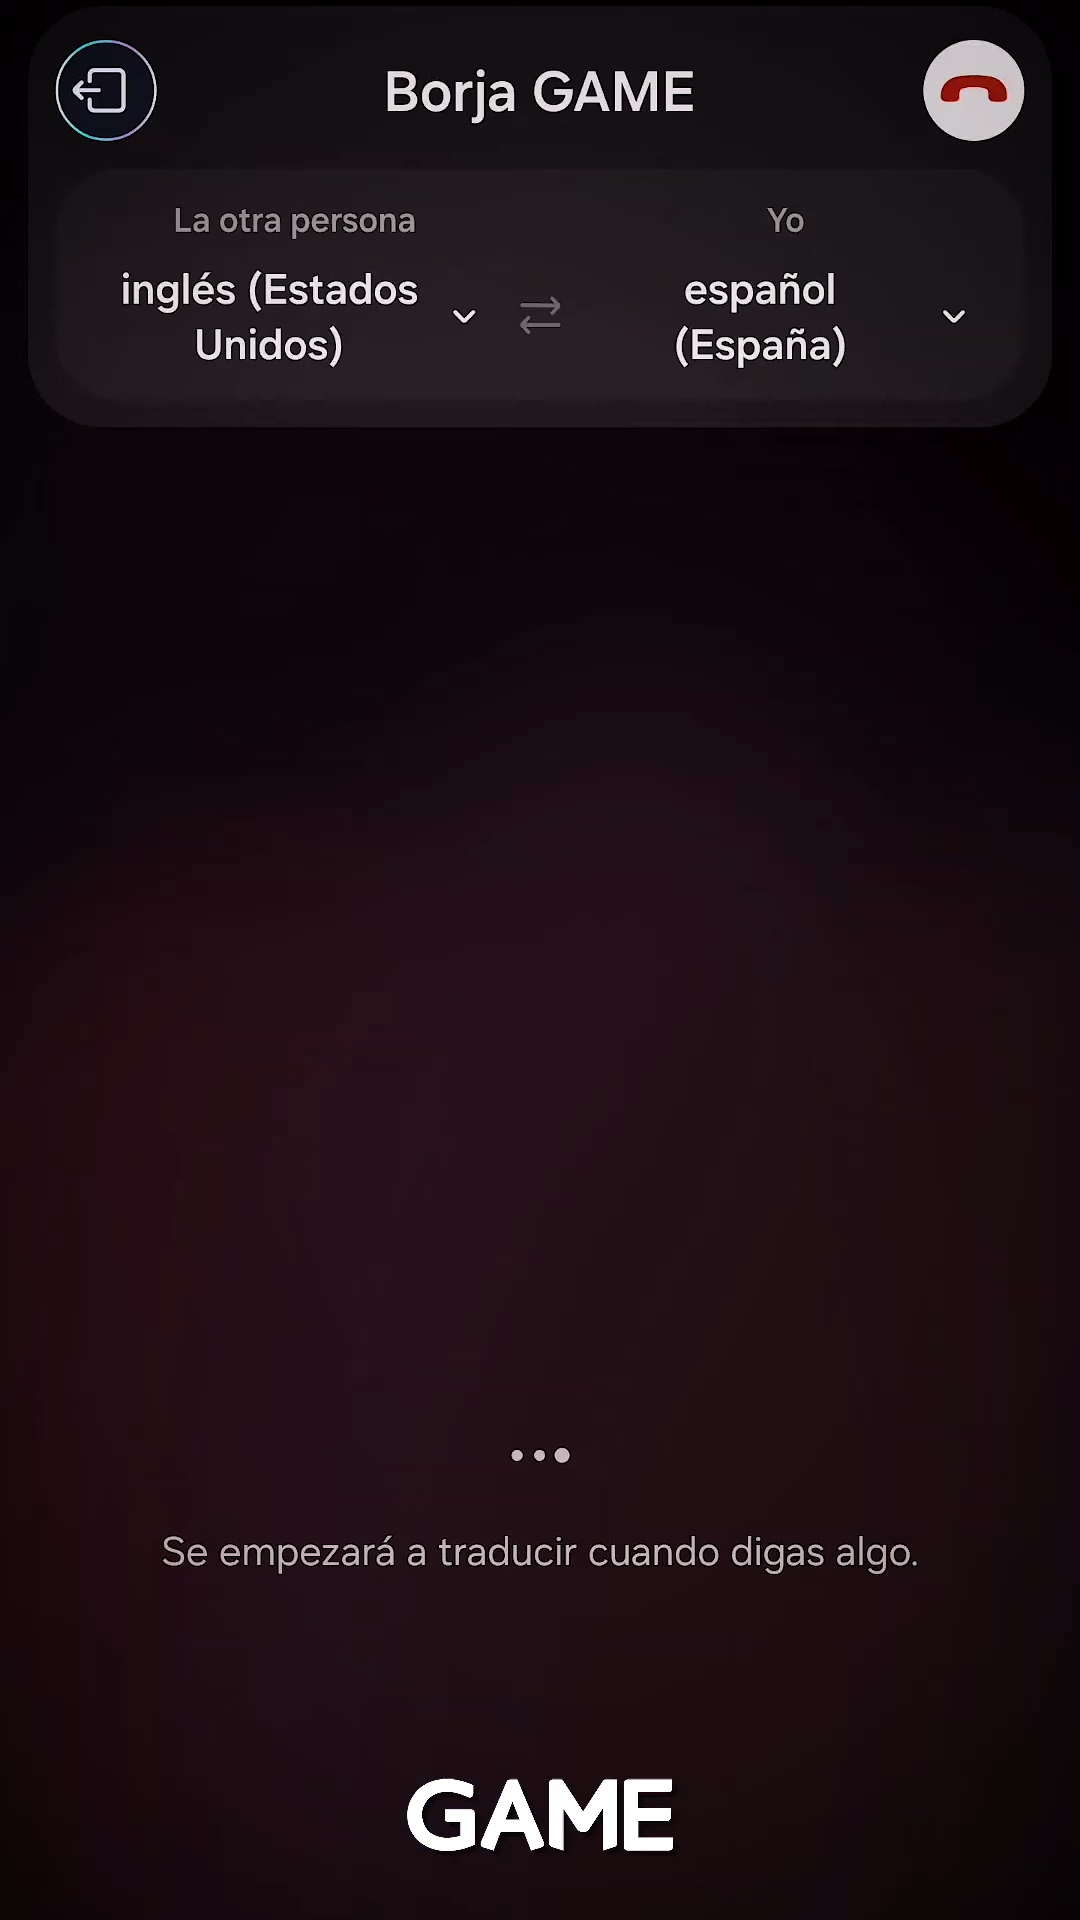 Borja GAME
La otra persona
Yo
inglés (Estados
Unidos)
español
(España)
Se empezará a traducir cuando digas algo.
GAME